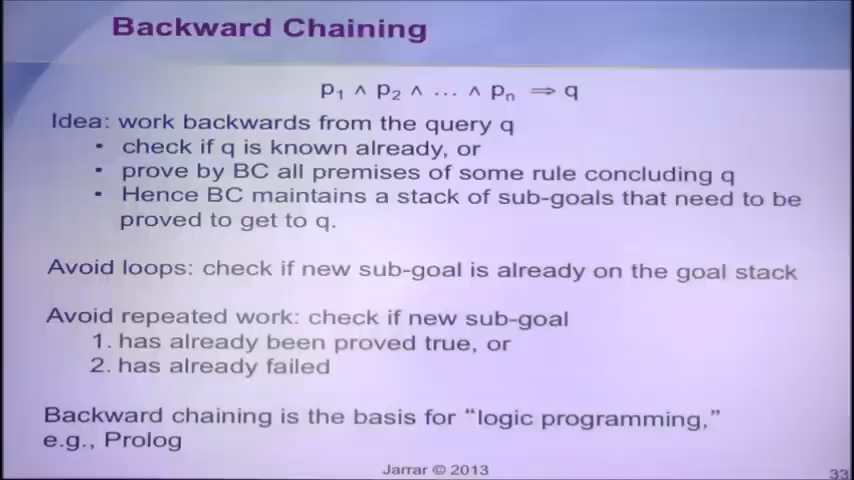 Backward Chaining
p1 ∧ p2 ∧ … ∧ pn ⇒ q
Idea: work backwards from the query q
• check if q is known already, or
• prove by BC all premises of some rule concluding q
• Hence BC maintains a stack of sub-goals that need to be
proved to get to q.
Avoid loops: check if new sub-goal is already on the goal stack
Avoid repeated work: check if new sub-goal
1. has already been proved true, or
2. has already failed
Backward chaining is the basis for “logic programming,”
e.g., Prolog
Jarrar © 2013
33